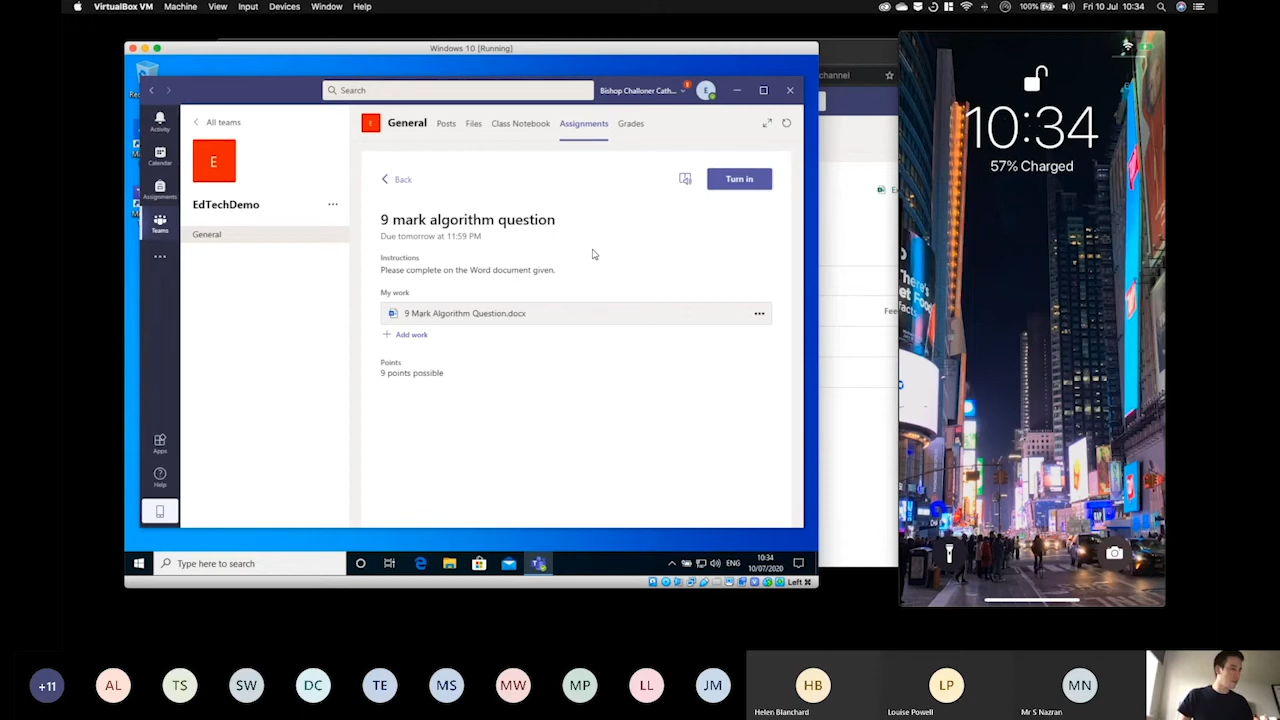 VirtualBox VM Machine View Input Devices Window Help
100% Fri 10 Jul 10:34
Windows 10 [Running]
Search
Bishop Challoner Cath...
E
channel
Activity
Calendar
Assignments
Teams
Apps
Help
All teams
E
EdTechDemo
General
General Posts Files Class Notebook Assignments Grades
Back
Turn in
9 mark algorithm question
Due tomorrow at 11:59 PM
Instructions
Please complete on the Word document given.
My work
9 Mark Algorithm Question.docx
Add work
Points
9 points possible
Type here to search
ENG
10:34
10/07/2020
Left ⌘
10:34
57% Charged
+11
AL
TS
SW
DC
TE
MS
MW
MP
LL
JM
HB
Helen Blanchard
LP
Louise Powell
MN
Mr S Nazran